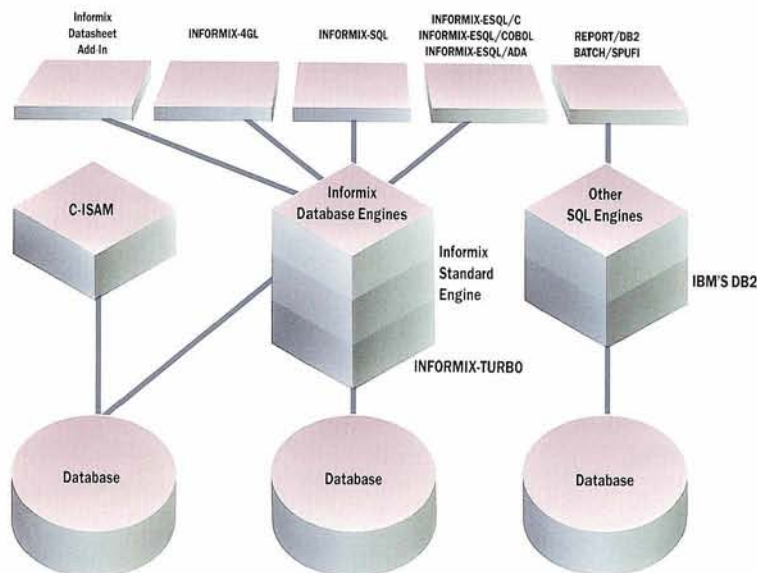 Informix
Datasheet
Add-In
INFORMIX-4GL
INFORMIX-SQL
INFORMIX-ESQL/C
INFORMIX-ESQL/COBOL
INFORMIX-ESQL/ADA
REPORT/DB2
BATCH/SPUFI
C-ISAM
Informix
Database Engines
Other
SQL Engines
Informix
Standard
Engine
IBM'S DB2
INFORMIX-TURBO
Database
Database
Database